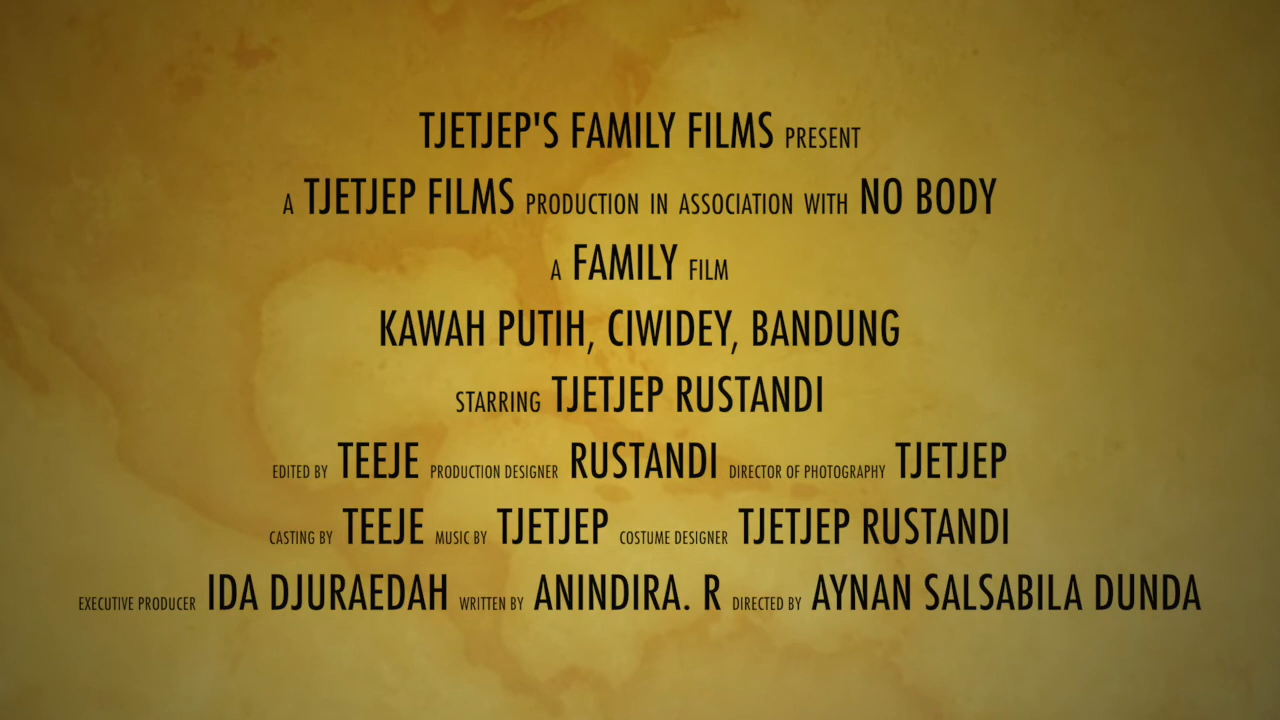 TJETJEP'S FAMILY FILMS PRESENT
A TJETJEP FILMS PRODUCTION IN ASSOCIATION WITH NO BODY
A FAMILY FILM
KAWAH PUTIH, CIWIDEY, BANDUNG
STARRING TJETJEP RUSTANDI
EDITED BY TEEJE PRODUCTION DESIGNER RUSTANDI DIRECTOR OF PHOTOGRAPHY TJETJEP
CASTING BY TEEJE MUSIC BY TJETJEP COSTUME DESIGNER TJETJEP RUSTANDI
EXECUTIVE PRODUCER IDA DJURAEDAH WRITTEN BY ANINDIRA. R DIRECTED BY AYNAN SALSABILA DUNDA